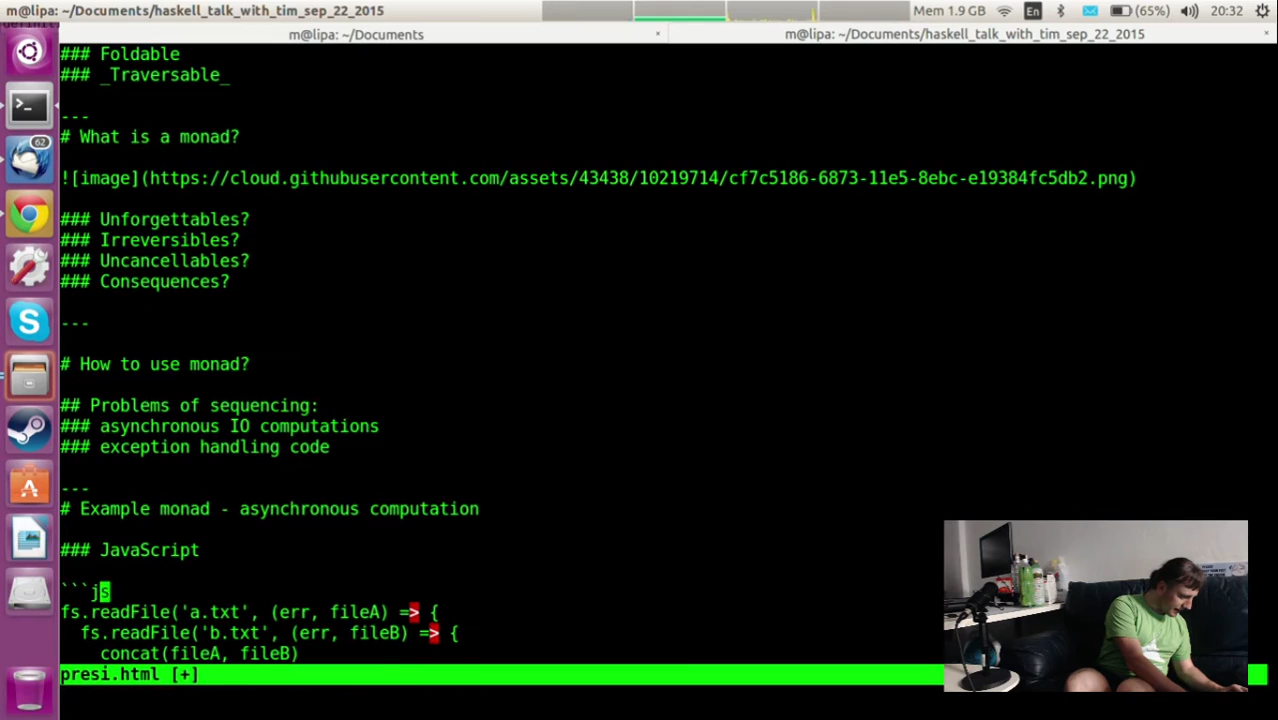 m@lipa: ~/Documents/haskell_talk_with_tim_sep_22_2015
Mem 1.9 GB
En
(65%)
20:32
m@lipa: ~/Documents
×
m@lipa: ~/Documents/haskell_talk_with_tim_sep_22_2015
×
62
### Foldable
### _Traversable_
---
# What is a monad?
![image](https://cloud.githubusercontent.com/assets/43438/10219714/cf7c5186-6873-11e5-8ebc-e19384fc5db2.png)
### Unforgettables?
### Irreversibles?
### Uncancellables?
### Consequences?
---
# How to use monad?
## Problems of sequencing:
### asynchronous IO computations
### exception handling code
---
# Example monad - asynchronous computation
### JavaScript
```js
fs.readFile('a.txt', (err, fileA) => {
fs.readFile('b.txt', (err, fileB) => {
concat(fileA, fileB)
presi.html [+]